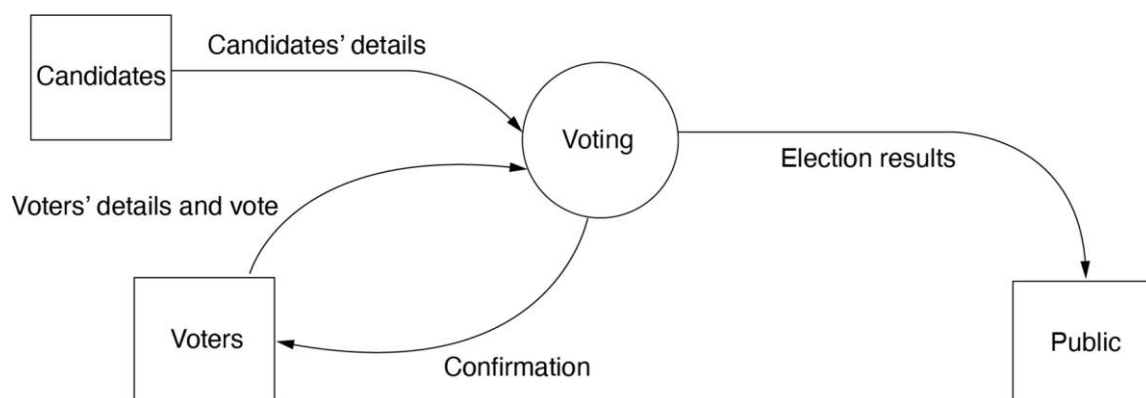 Candidates’ details
Candidates
Voting
Election results
Voters’ details and vote
Voters
Confirmation
Public